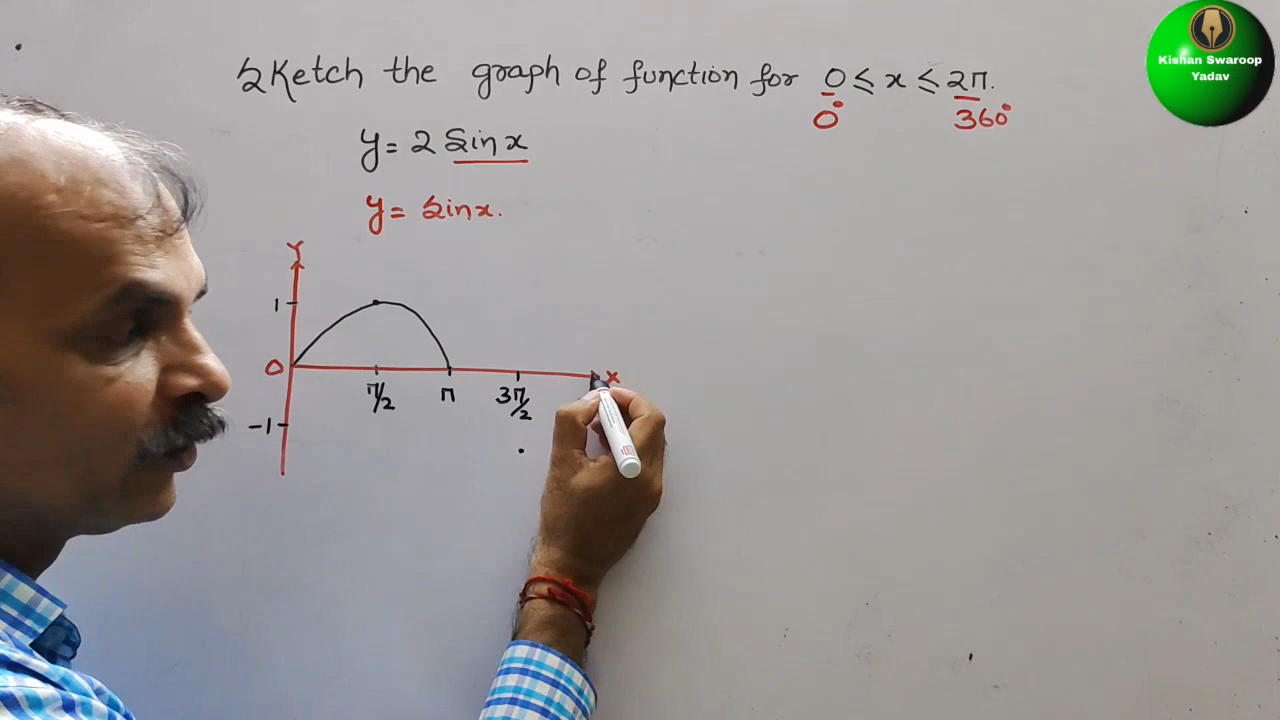 Sketch the graph of function for 0 ≤ x ≤ 2π.
0° 360°
y = 2 Sin x
y = Sin x.
Y
1
0
X
π/2 π 3π/2
-1
Kishan Swaroop
Yadav